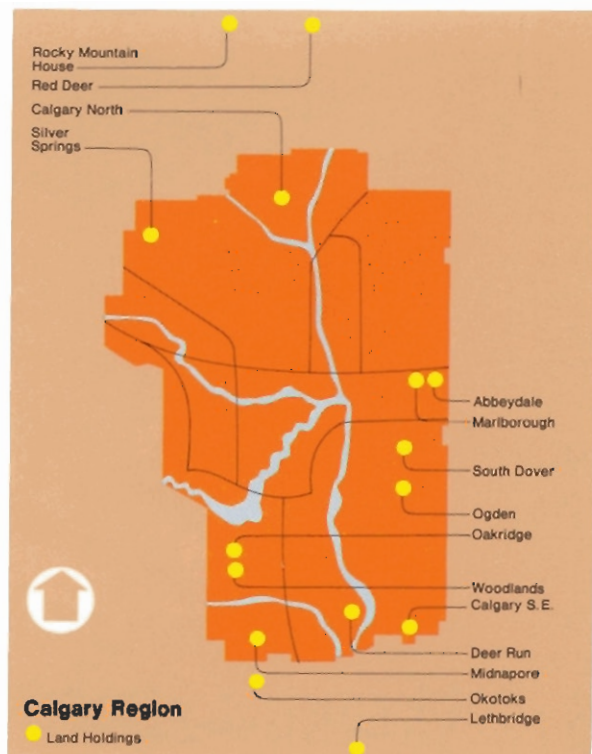 Rocky Mountain
House
Red Deer
Calgary North
Silver
Springs
Abbeydale
Marlborough
South Dover
Ogden
Oakridge
Woodlands
Calgary S.E.
Deer Run
Midnapore
Okotoks
Lethbridge
Calgary Region
Land Holdings